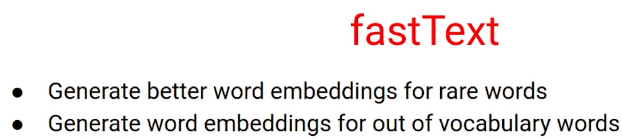 fastText
● Generate better word embeddings for rare words
● Generate word embeddings for out of vocabulary words